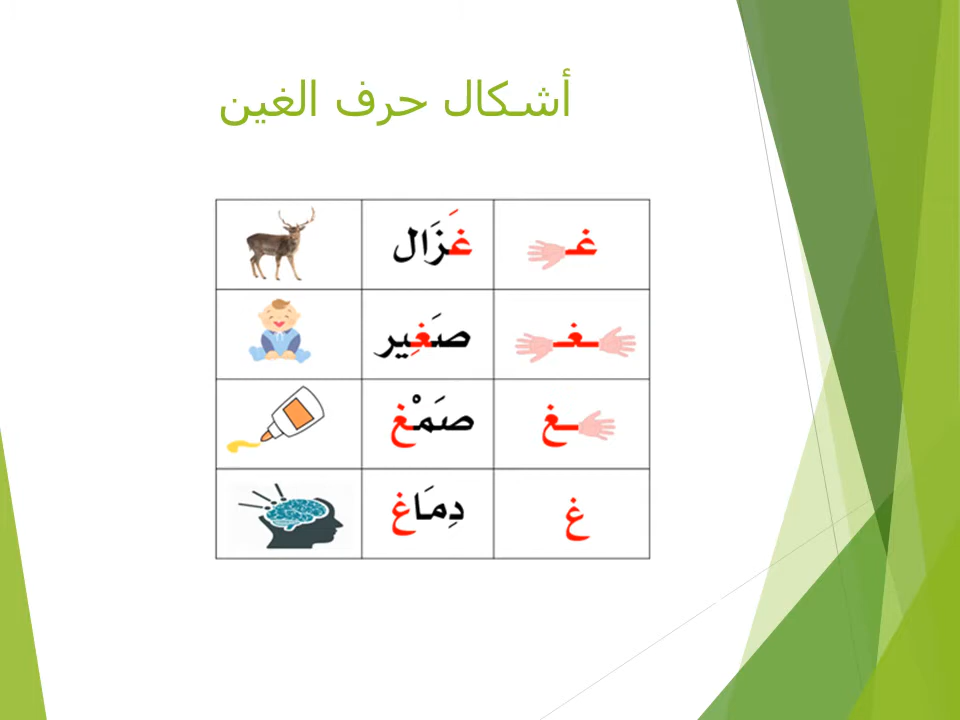 أشكال حرف الغين
غـ غَزَال
ـغـ صَغِير
ـغ صَمْغ
غ دِمَاغ